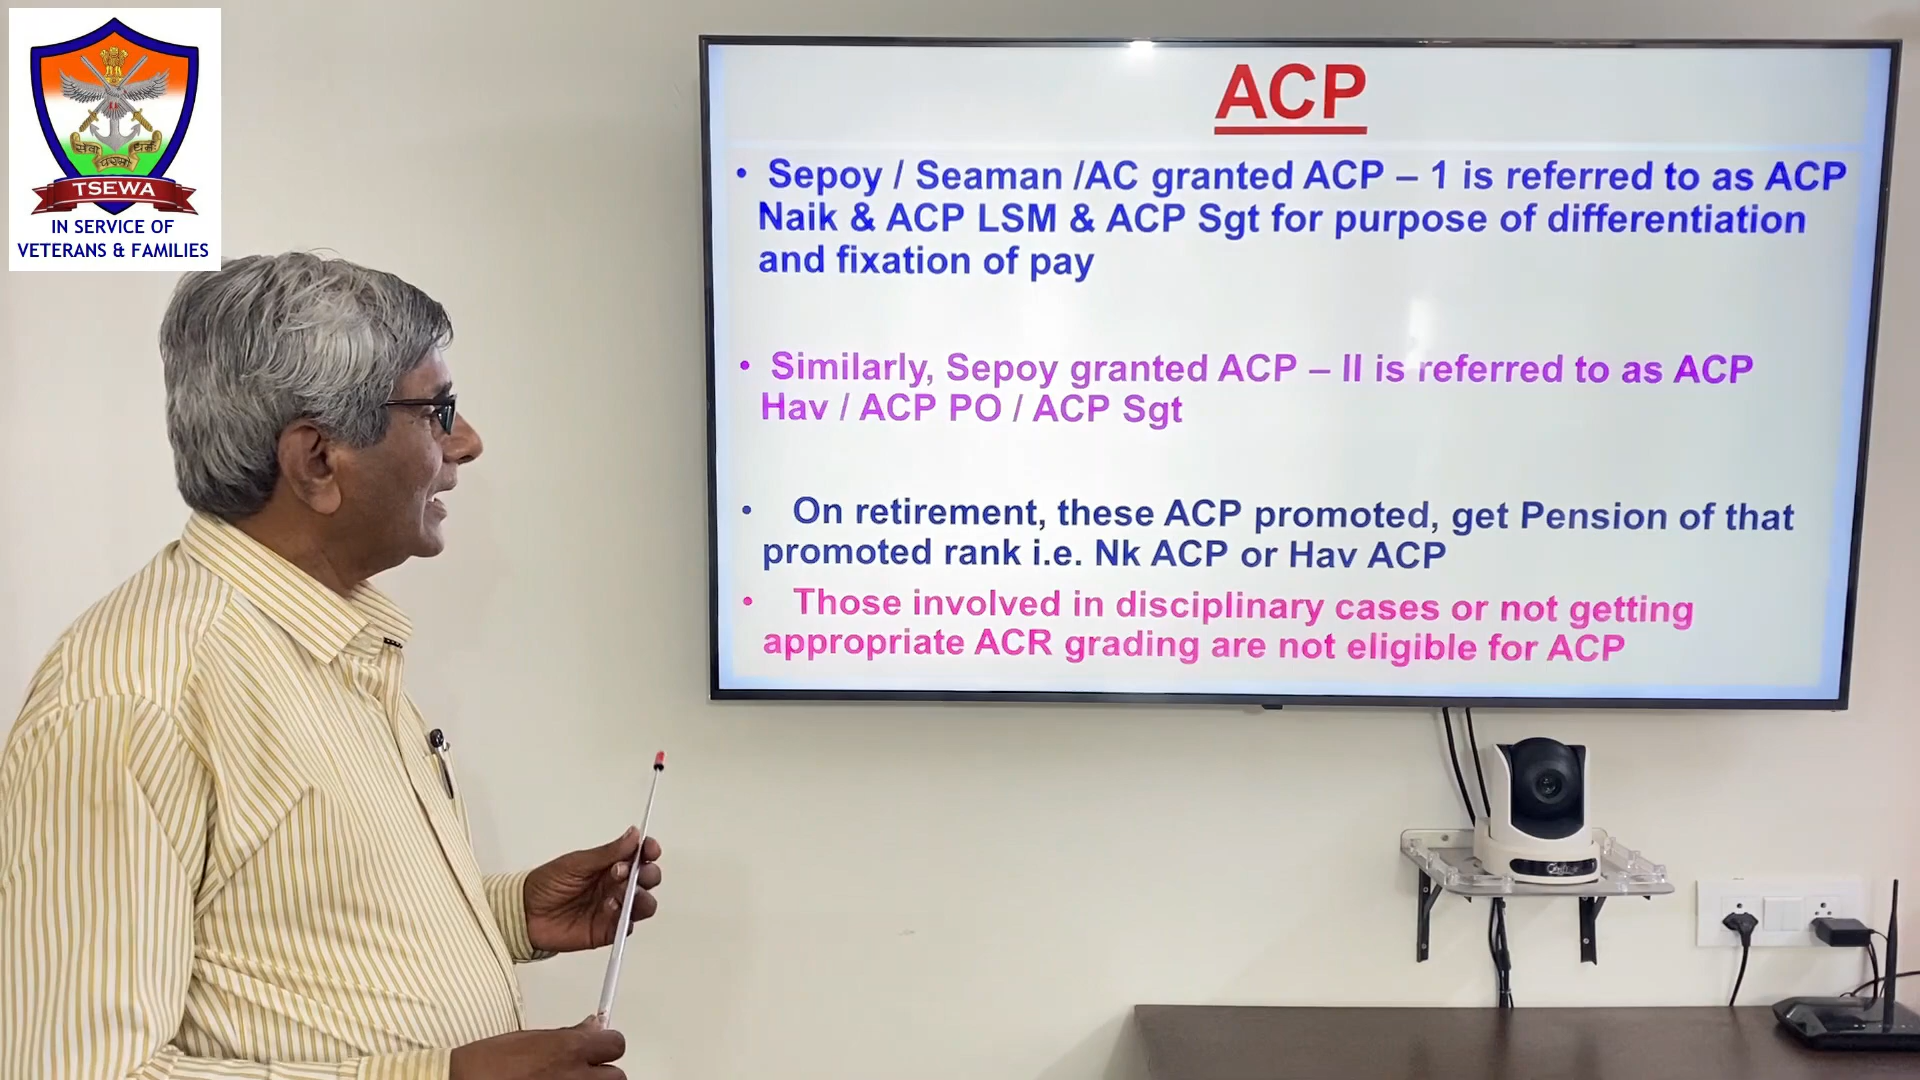 सेवा
परमो
धर्म
TSEWA
IN SERVICE OF
VETERANS & FAMILIES
ACP
• Sepoy / Seaman /AC granted ACP – 1 is referred to as ACP
Naik & ACP LSM & ACP Sgt for purpose of differentiation
and fixation of pay
• Similarly, Sepoy granted ACP – II is referred to as ACP
Hav / ACP PO / ACP Sgt
• On retirement, these ACP promoted, get Pension of that
promoted rank i.e. Nk ACP or Hav ACP
• Those involved in disciplinary cases or not getting
appropriate ACR grading are not eligible for ACP